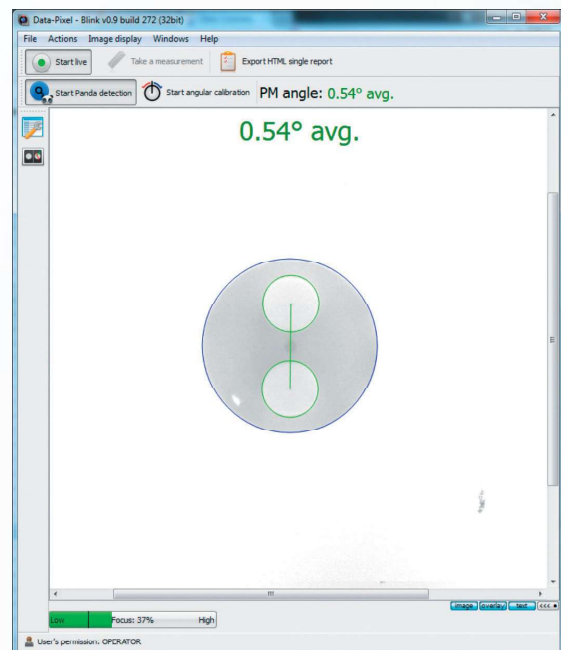 Data-Pixel - Blink v0.9 build 272 (32bit)
File Actions Image display Windows Help
Start live Take a measurement Export HTML single report
Start Panda detection Start angular calibration PM angle: 0.54° avg.
0.54° avg.
image overlay text <<<
Low Focus: 37% High
User's permission: OPERATOR